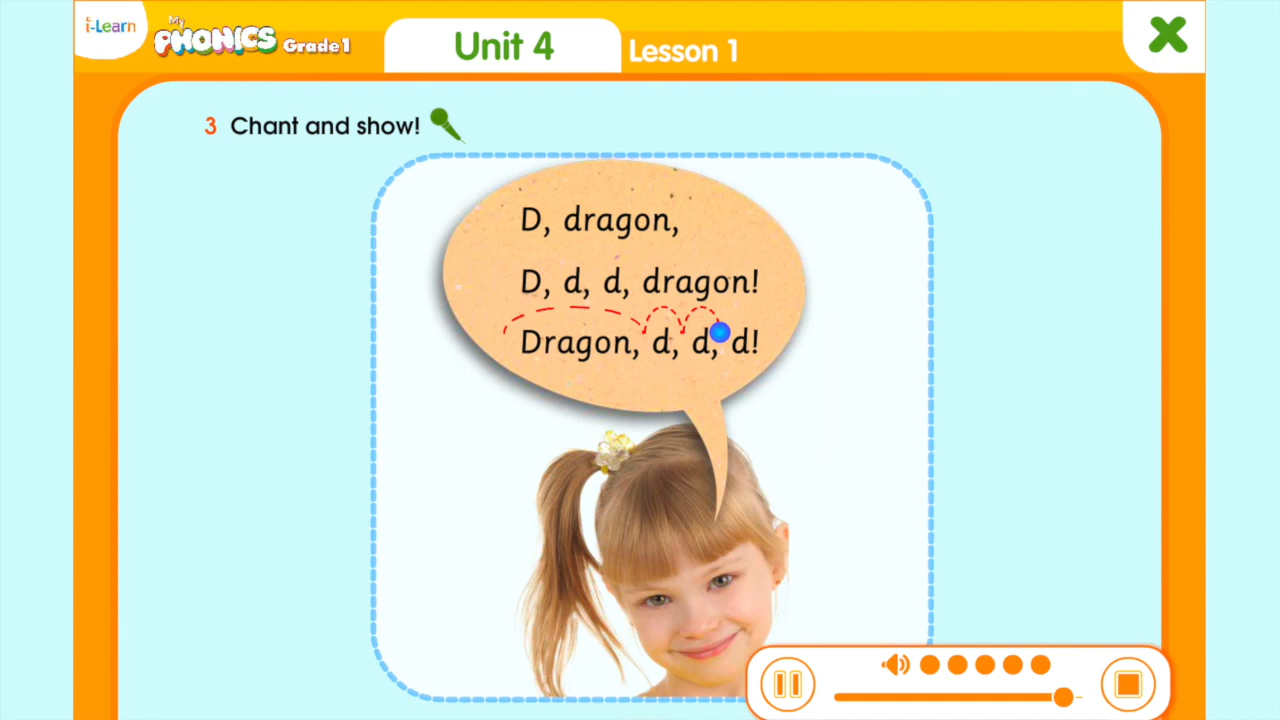 i-Learn
My
PHONICS Grade 1
Unit 4
Lesson 1
3 Chant and show!
D, dragon,
D, d, d, dragon!
Dragon, d, d, d!